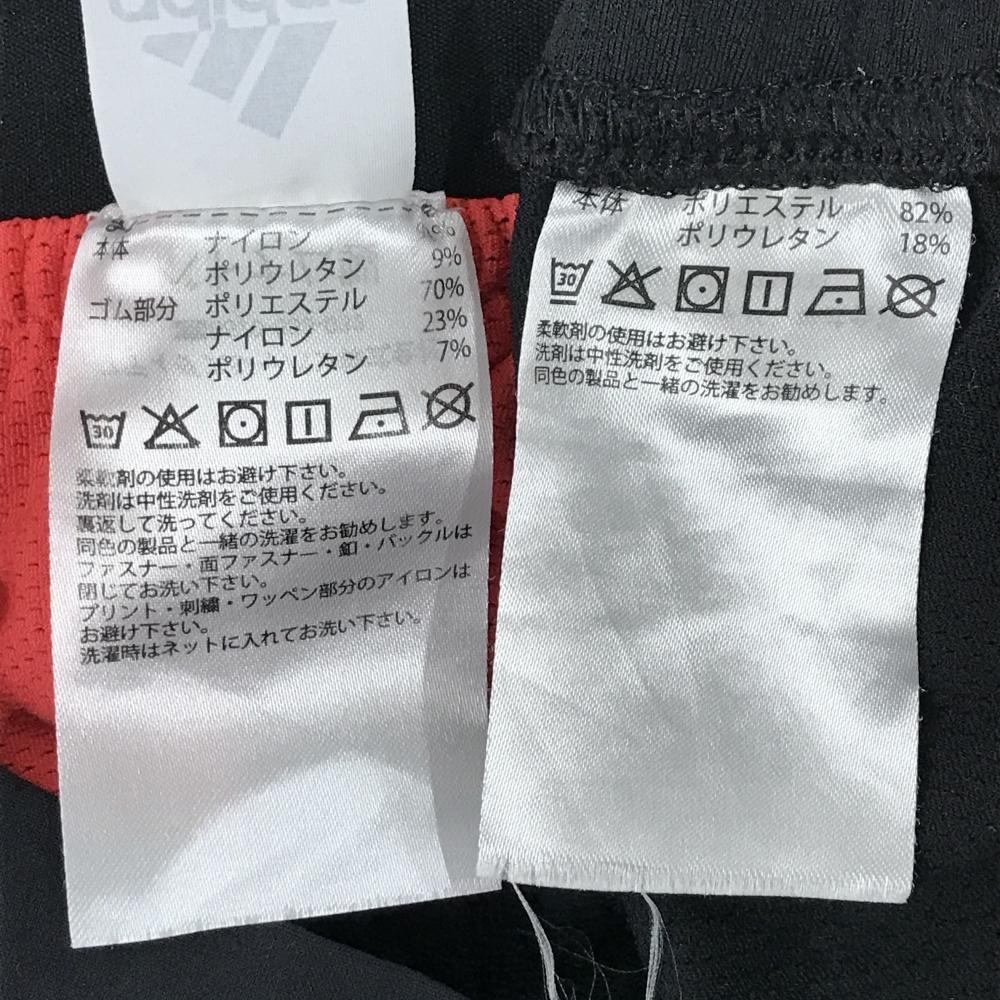 adidas
本体 ナイロン
ポリウレタン 9%
ゴム部分 ポリエステル 70%
ナイロン 23%
ポリウレタン 7%
30
柔軟剤の使用はお避け下さい。
洗剤は中性洗剤をご使用ください。
裏返して洗ってください。
同色の製品と一緒の洗濯をお勧めします。
ファスナー・面ファスナー・釦・バックルは
閉じてお洗い下さい。
プリント・刺繍・ワッペン部分のアイロンは
お避け下さい。
洗濯時はネットに入れてお洗い下さい。
本体 ポリエステル 82%
ポリウレタン 18%
30
柔軟剤の使用はお避け下さい。
洗剤は中性洗剤をご使用ください。
同色の製品と一緒の洗濯をお勧めします。